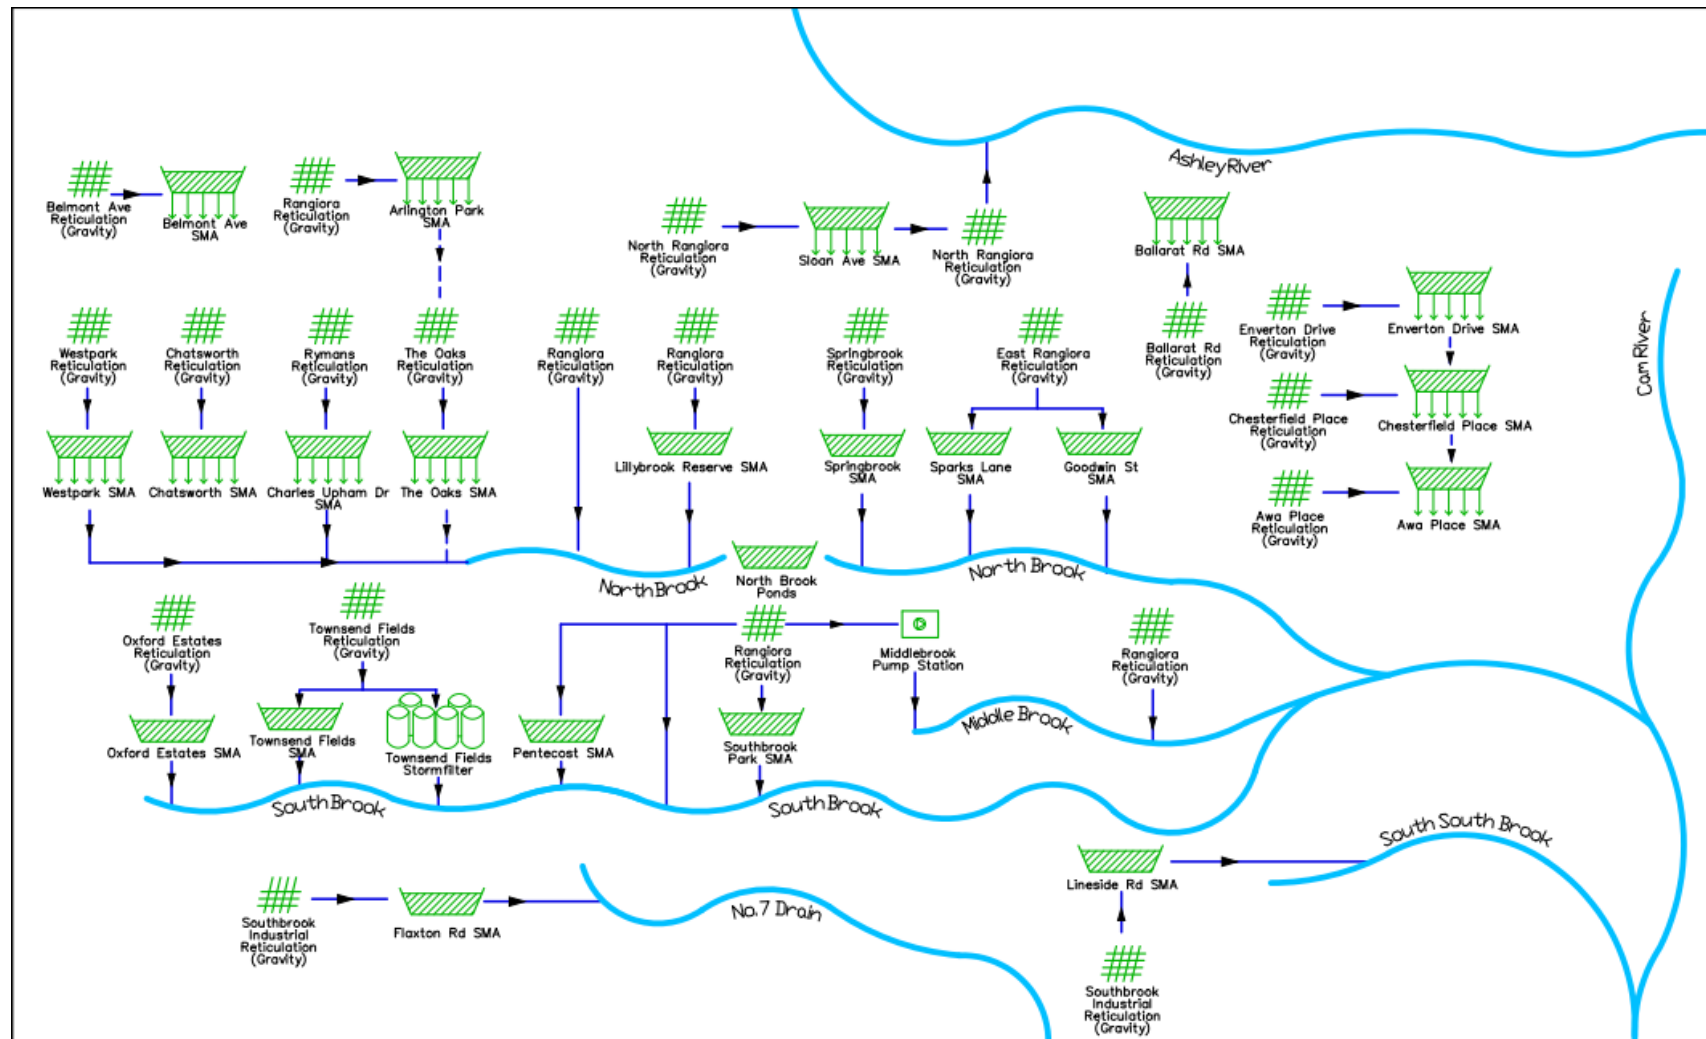 Ashley River
Belmont Ave
Reticulation
(Gravity)
Belmont Ave
SMA
Rangiora
Reticulation
(Gravity)
Arlington Park
SMA
North Rangiora
Reticulation
(Gravity)
Sloan Ave SMA
North Rangiora
Reticulation
(Gravity)
Ballarat Rd SMA
Ballarat Rd
Reticulation
(Gravity)
Enverton Drive
Reticulation
(Gravity)
Enverton Drive SMA
Cam River
Westpark
Reticulation
(Gravity)
Chatsworth
Reticulation
(Gravity)
Rymans
Reticulation
(Gravity)
The Oaks
Reticulation
(Gravity)
Rangiora
Reticulation
(Gravity)
Rangiora
Reticulation
(Gravity)
Springbrook
Reticulation
(Gravity)
East Rangiora
Reticulation
(Gravity)
Chesterfield Place
Reticulation
(Gravity)
Chesterfield Place SMA
Westpark SMA
Chatsworth SMA
Charles Upham Dr
SMA
The Oaks SMA
Lillybrook Reserve SMA
Springbrook
SMA
Sparks Lane
SMA
Goodwin St
SMA
Awa Place
Reticulation
(Gravity)
Awa Place SMA
North Brook
North Brook
Ponds
North Brook
Oxford Estates
Reticulation
(Gravity)
Townsend Fields
Reticulation
(Gravity)
Rangiora
Reticulation
(Gravity)
Middlebrook
Pump Station
Rangiora
Reticulation
(Gravity)
Middle Brook
Oxford Estates SMA
Townsend Fields
SMA
Townsend Fields
Stormfilter
Pentecost SMA
Southbrook
Park SMA
South Brook
South Brook
South South Brook
Lineside Rd SMA
Southbrook
Industrial
Reticulation
(Gravity)
Flaxton Rd SMA
No.7 Drain
Southbrook
Industrial
Reticulation
(Gravity)